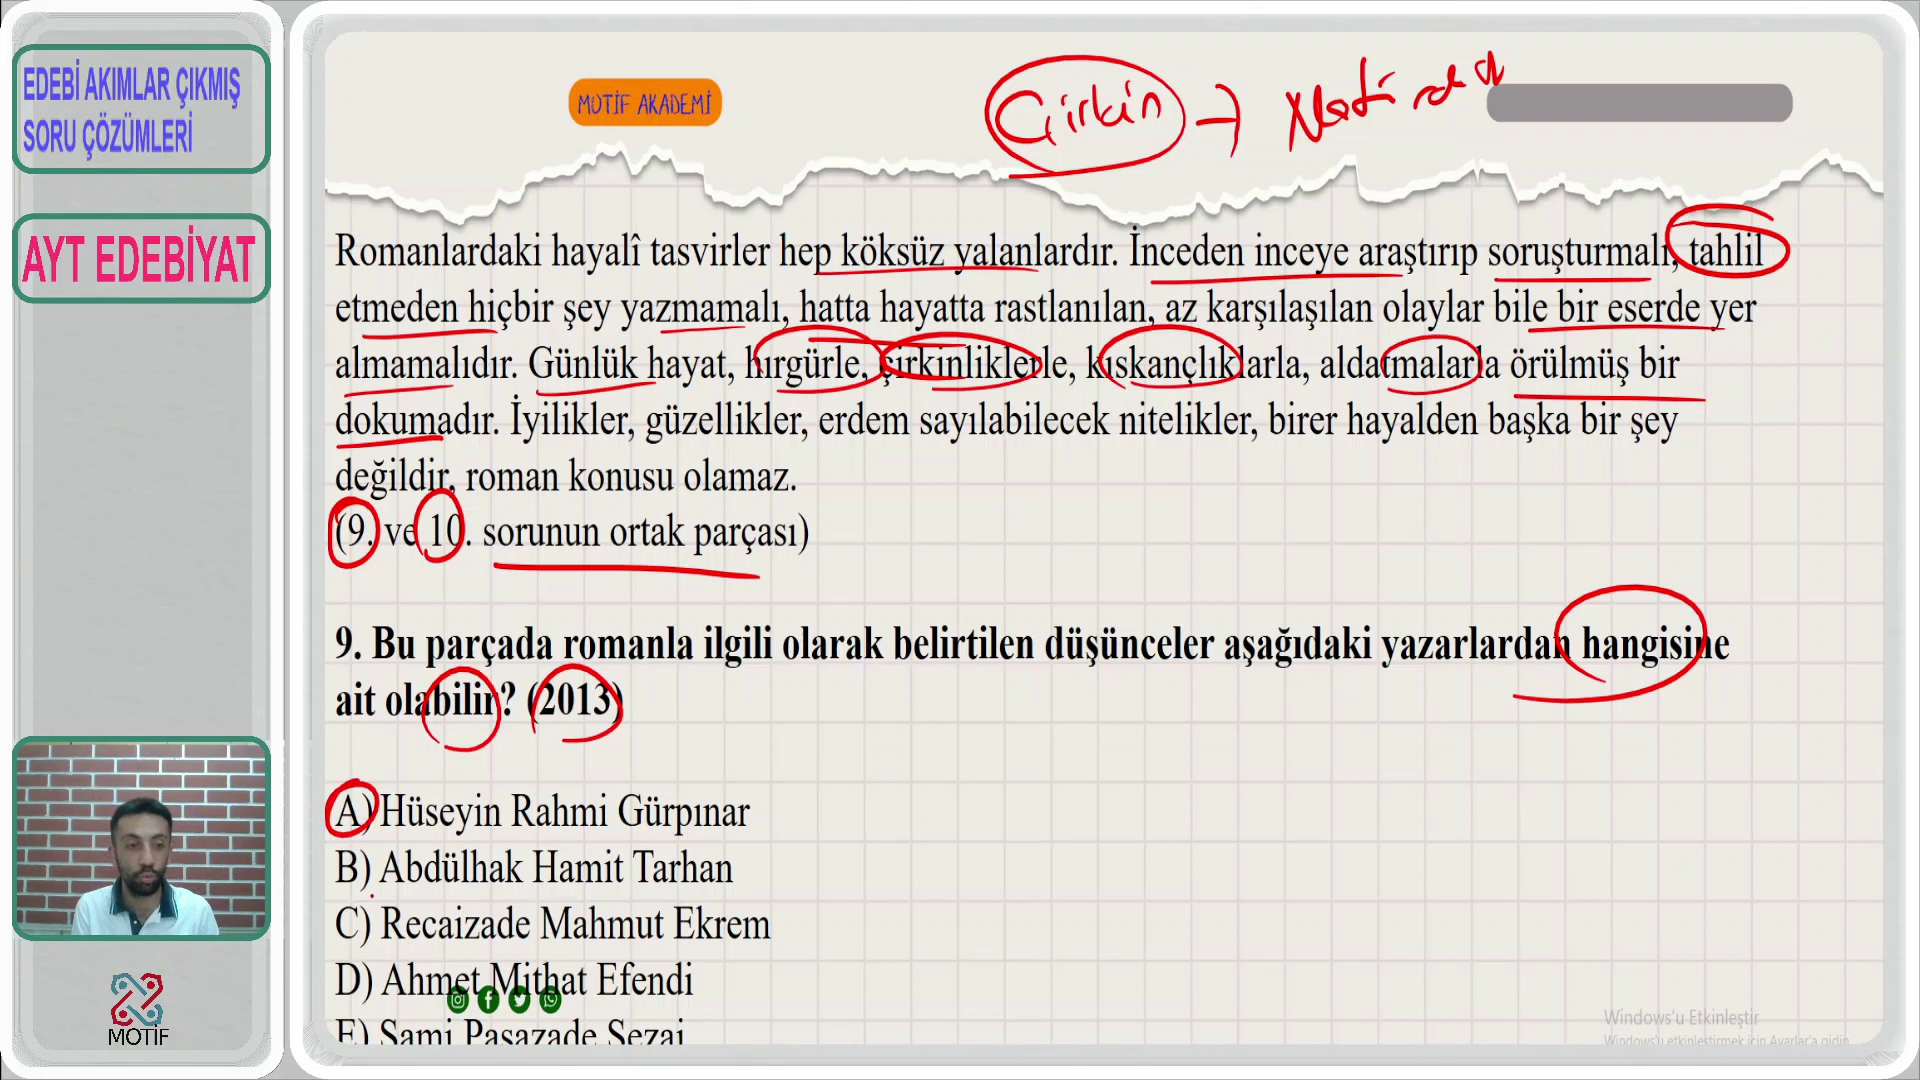 EDEBİ AKIMLAR ÇIKMIŞ
SORU ÇÖZÜMLERİ
AYT EDEBİYAT
MOTİF AKADEMİ
Çirkin →
Romanlardaki hayalî tasvirler hep köksüz yalanlardır. İnceden inceye araştırıp soruşturmalı, tahlil
etmeden hiçbir şey yazmamalı, hatta hayatta rastlanılan, az karşılaşılan olaylar bile bir eserde yer
almamalıdır. Günlük hayat, hırgürle, çirkinliklerle, kıskançlıklarla, aldatmalarla örülmüş bir
dokumadır. İyilikler, güzellikler, erdem sayılabilecek nitelikler, birer hayalden başka bir şey
değildir, roman konusu olamaz.
(9. ve 10. sorunun ortak parçası)
9. Bu parçada romanla ilgili olarak belirtilen düşünceler aşağıdaki yazarlardan hangisine
ait olabilir? (2013)
A) Hüseyin Rahmi Gürpınar
B) Abdülhak Hamit Tarhan
C) Recaizade Mahmut Ekrem
D) Ahmet Mithat Efendi
E) Sami Paşazade Sezai
MOTİF
Windows'u Etkinleştir
Windows'u etkinleştirmek için Ayarlar'a gidin.